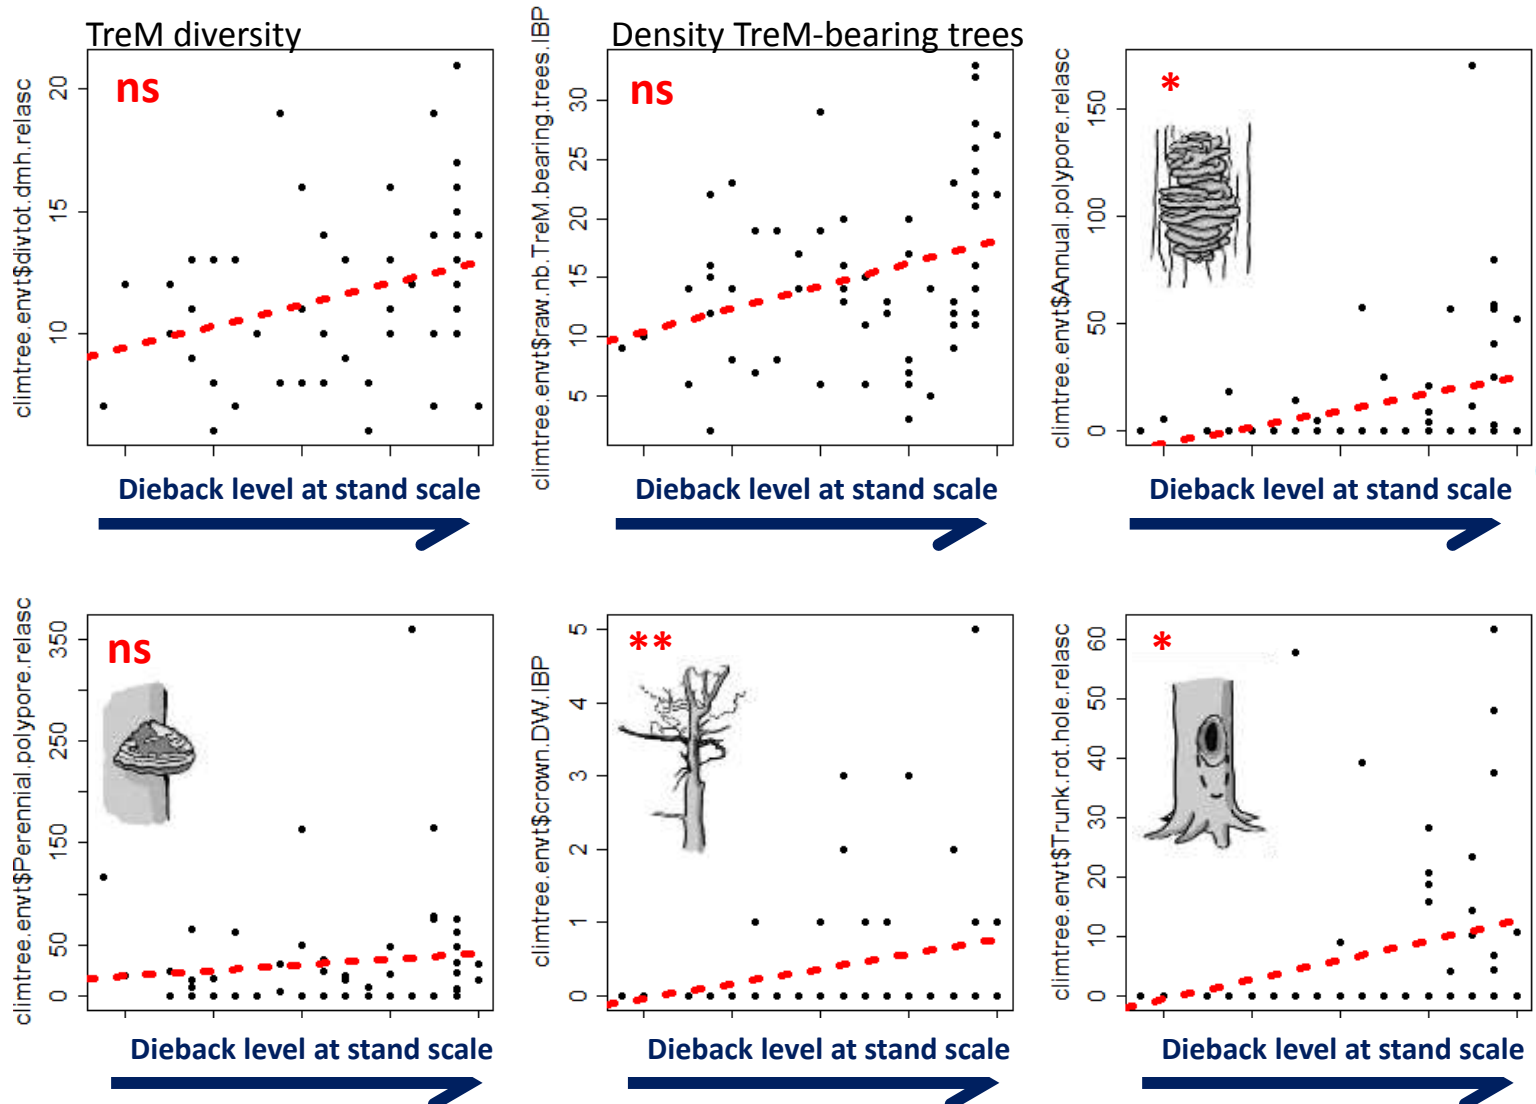 TreM diversity
climtree.envt$divtot.dmh.relasc
10 15 20
ns
Dieback level at stand scale
Density TreM-bearing trees
climtree.envt$raw.nb.TreM.bearing.trees.IBP
5 10 15 20 25 30
ns
Dieback level at stand scale
climtree.envt$Annual.polypore.relasc
0 50 100 150
*
Dieback level at stand scale
climtree.envt$Perennial.polypore.relasc
0 50 150 250 350
ns
Dieback level at stand scale
climtree.envt$crown.DW.IBP
0 1 2 3 4 5
**
Dieback level at stand scale
climtree.envt$Trunk.rot.hole.relasc
0 10 20 30 40 50 60
*
Dieback level at stand scale